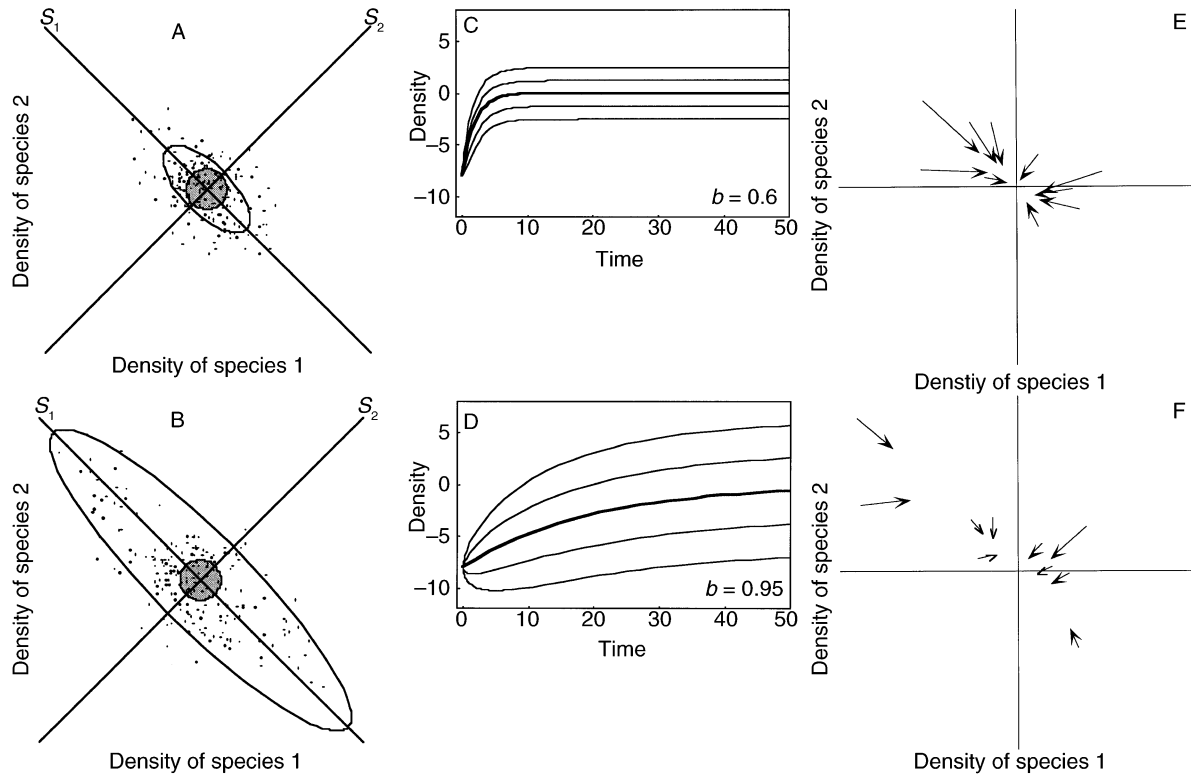 S1
A
S2
Density of species 2
Density of species 1
C
5
0
−5
−10
Density
b = 0.6
0 10 20 30 40 50
Time
E
Density of species 2
Denstiy of species 1
S1
B
S2
Density of species 2
Density of species 1
D
5
0
−5
−10
Density
b = 0.95
0 10 20 30 40 50
Time
F
Density of species 2
Density of species 1